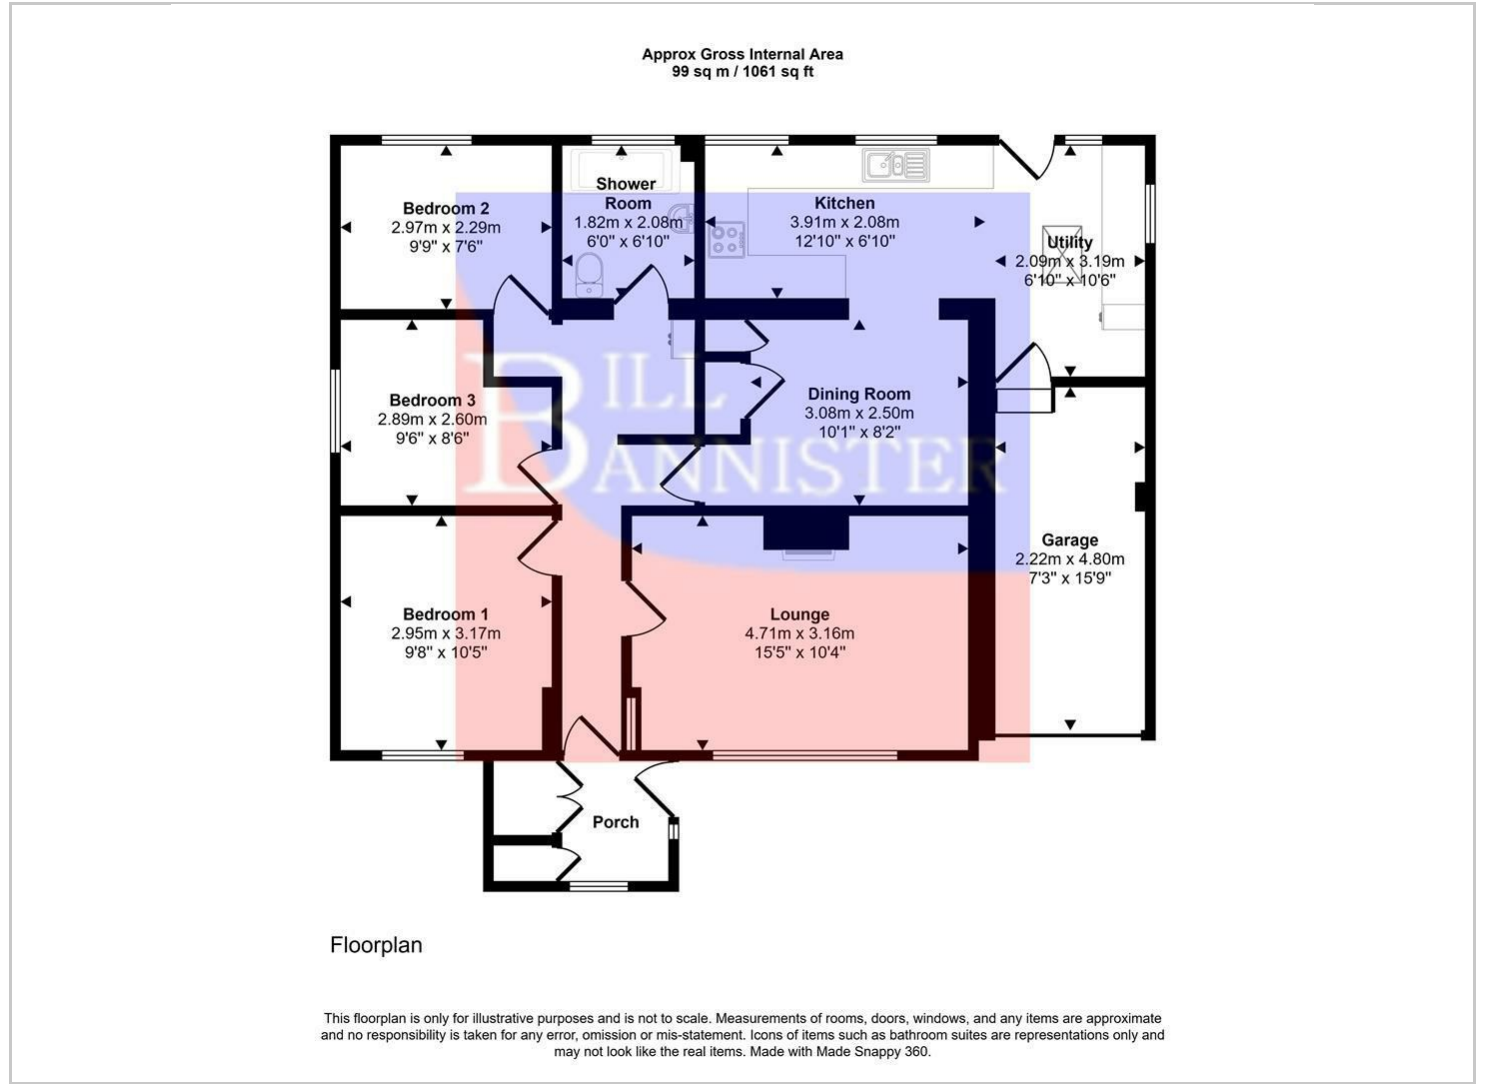 Approx Gross Internal Area
99 sq m / 1061 sq ft
Bedroom 2
2.97m x 2.29m
9'9" x 7'6"
Shower
Room
1.82m x 2.08m
6'0" x 6'10"
Kitchen
3.91m x 2.08m
12'10" x 6'10"
Utility
2.09m x 3.19m
6'10" x 10'6"
Bedroom 3
2.89m x 2.60m
9'6" x 8'6"
Dining Room
3.08m x 2.50m
10'1" x 8'2"
BILL
BANNISTER
Garage
2.22m x 4.80m
7'3" x 15'9"
Bedroom 1
2.95m x 3.17m
9'8" x 10'5"
Lounge
4.71m x 3.16m
15'5" x 10'4"
Porch
Floorplan
This floorplan is only for illustrative purposes and is not to scale. Measurements of rooms, doors, windows, and any items are approximate
and no responsibility is taken for any error, omission or mis-statement. Icons of items such as bathroom suites are representations only and
may not look like the real items. Made with Made Snappy 360.